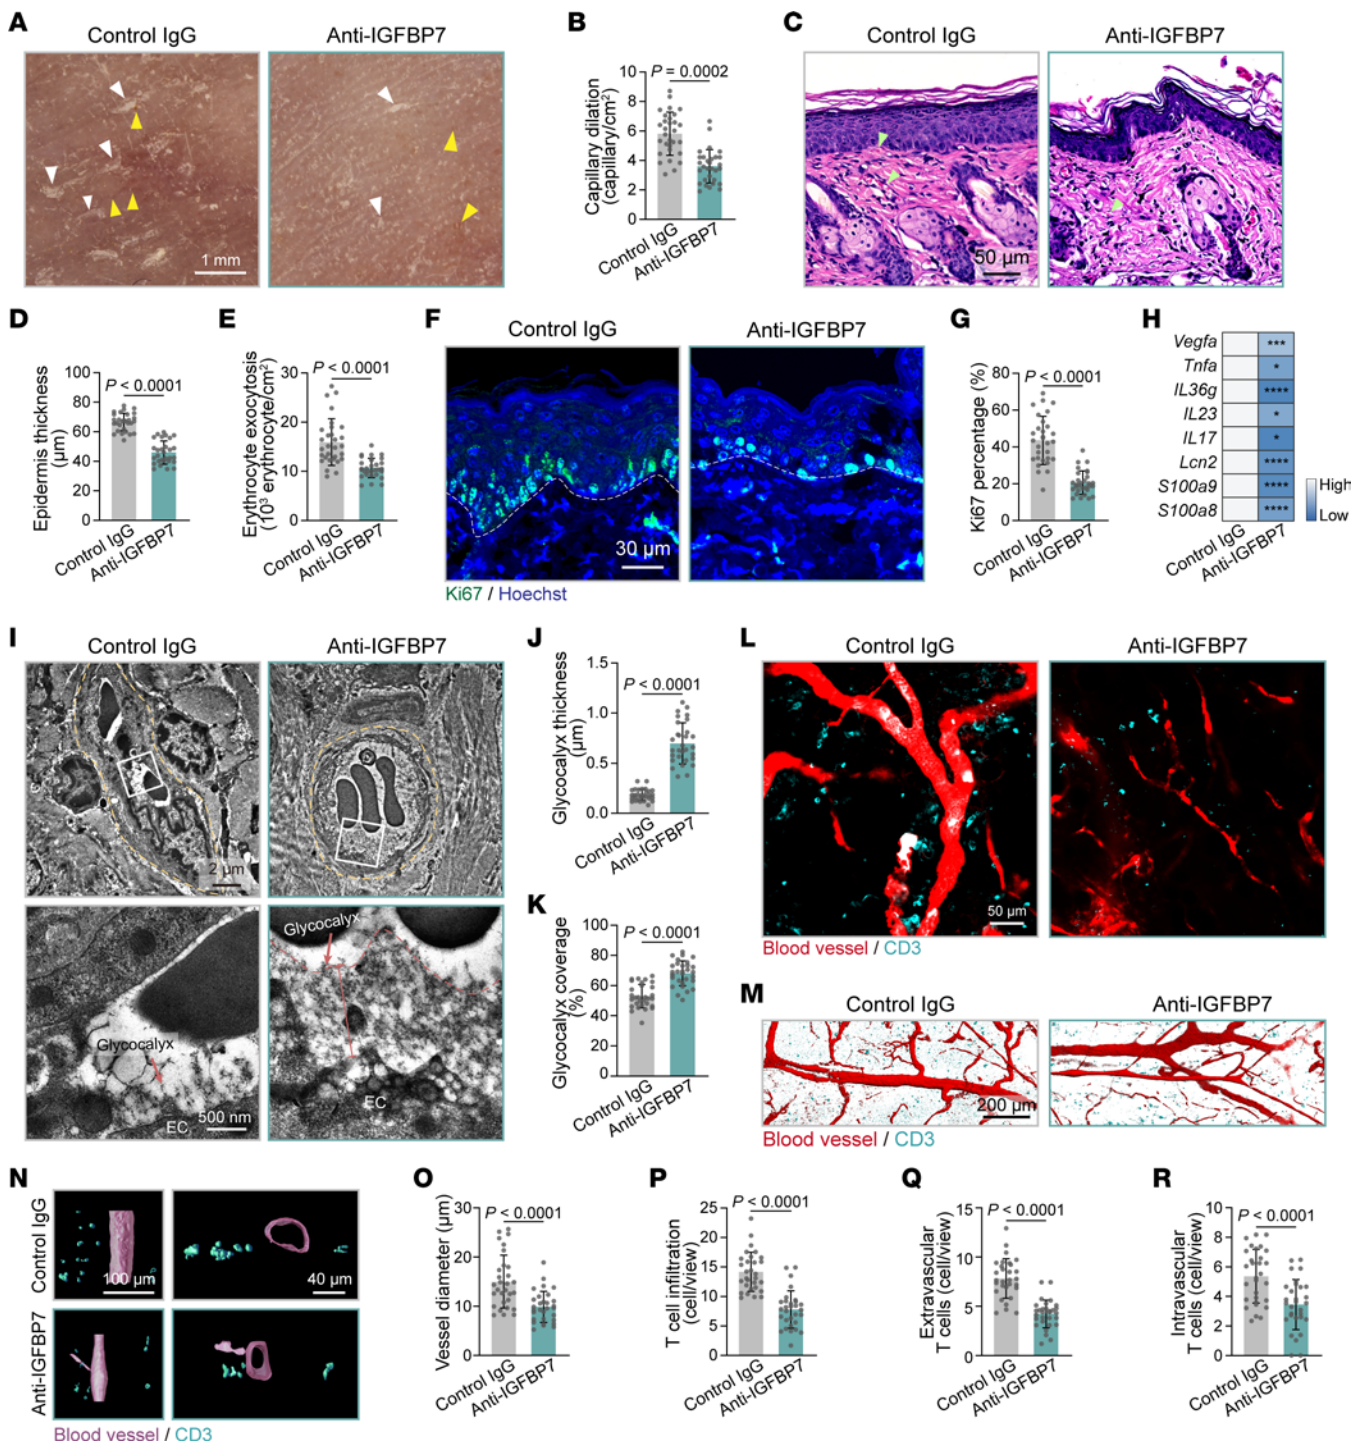 A
Control IgG
Anti-IGFBP7
1 mm
B
Capillary dilation
(capillary/cm²)
10
8
6
4
2
0
P = 0.0002
Control IgG
Anti-IGFBP7
C
Control IgG
Anti-IGFBP7
50 µm
D
Epidermis thickness
(µm)
100
80
60
40
20
0
P < 0.0001
Control IgG
Anti-IGFBP7
E
Erythrocyte exocytosis
(10³ erythrocyte/cm²)
30
20
10
0
P < 0.0001
Control IgG
Anti-IGFBP7
F
Control IgG
Anti-IGFBP7
30 µm
Ki67 / Hoechst
G
Ki67 percentage (%)
80
60
40
20
0
P < 0.0001
Control IgG
Anti-IGFBP7
H
Vegfa ***
Tnfa *
IL36g ****
IL23 *
IL17 *
Lcn2 ****
S100a9 ****
S100a8 ****
High
Low
Control IgG
Anti-IGFBP7
I
Control IgG
Anti-IGFBP7
2 µm
Glycocalyx
EC
500 nm
Glycocalyx
EC
J
Glycocalyx thickness
(µm)
1.5
1.0
0.5
0.0
P < 0.0001
Control IgG
Anti-IGFBP7
K
Glycocalyx coverage
(%)
100
80
60
40
20
0
P < 0.0001
Control IgG
Anti-IGFBP7
L
Control IgG
Anti-IGFBP7
50 µm
Blood vessel / CD3
M
Control IgG
Anti-IGFBP7
200 µm
Blood vessel / CD3
N
Control IgG
100 µm
40 µm
Anti-IGFBP7
Blood vessel / CD3
O
Vessel diameter (µm)
30
20
10
0
P < 0.0001
Control IgG
Anti-IGFBP7
P
T cell infiltration
(cell/view)
25
20
15
10
5
0
P < 0.0001
Control IgG
Anti-IGFBP7
Q
Extravascular
T cells (cell/view)
15
10
5
0
P < 0.0001
Control IgG
Anti-IGFBP7
R
Intravascular
T cells (cell/view)
10
8
6
4
2
0
P < 0.0001
Control IgG
Anti-IGFBP7